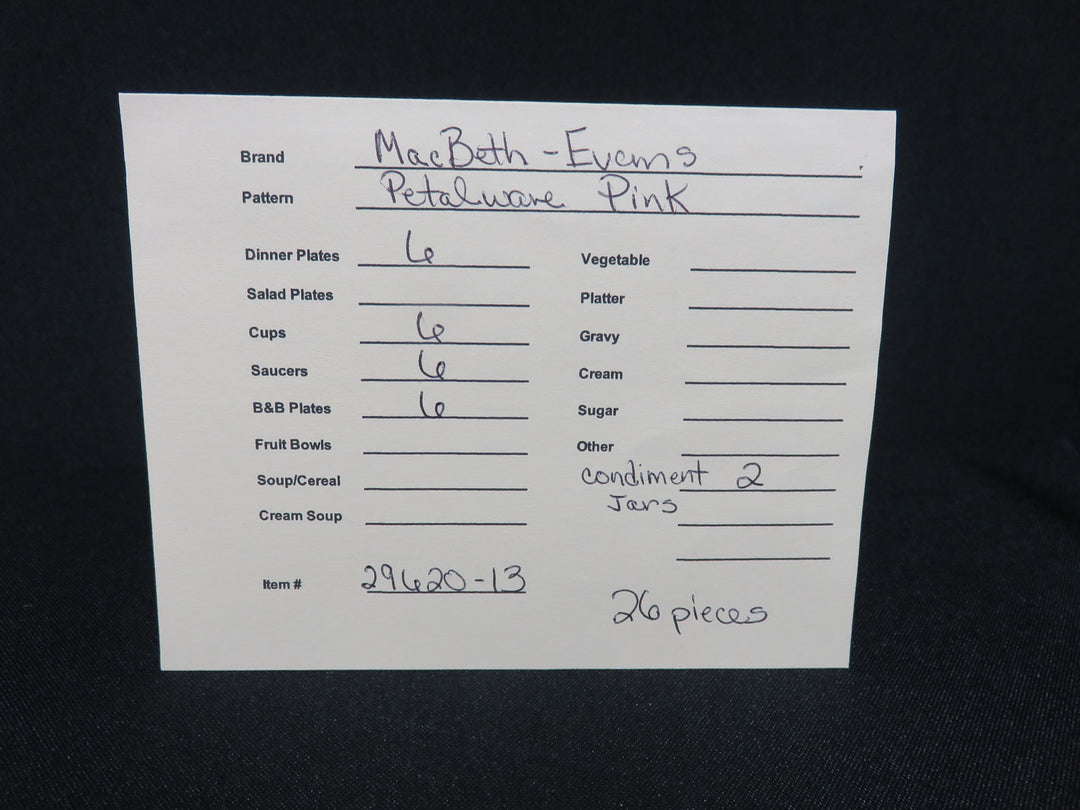 Brand MacBeth-Evans
Pattern Petalware Pink
Dinner Plates 6
Salad Plates
Cups 6
Saucers 6
B&B Plates 6
Fruit Bowls
Soup/Cereal
Cream Soup
Item # 29620-13
Vegetable
Platter
Gravy
Cream
Sugar
Other
condiment 2
Jars
26 pieces